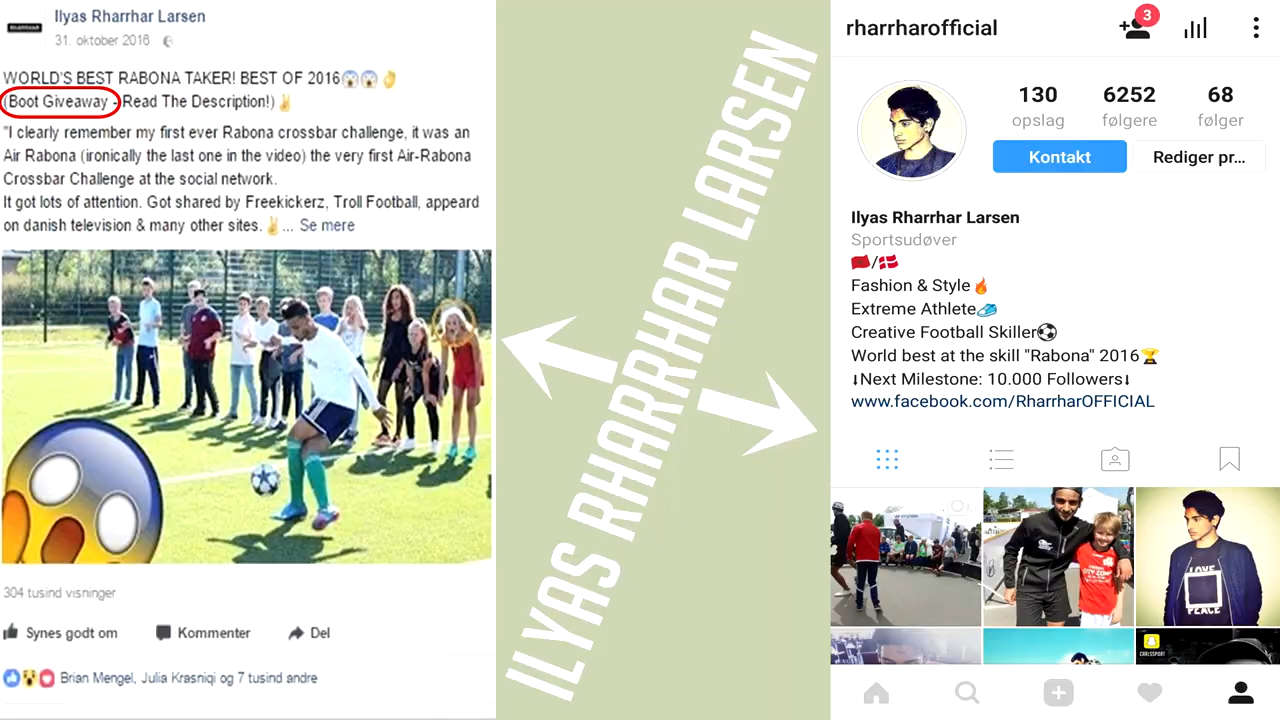 Ilyas Rharrhar Larsen
31. oktober 2016
WORLD'S BEST RABONA TAKER! BEST OF 2016😱😱👌
(Boot Giveaway - Read The Description!)✌
"I clearly remember my first ever Rabona crossbar challenge, it was an
Air Rabona (ironically the last one in the video) the very first Air-Rabona
Crossbar Challenge at the social network.
It got lots of attention. Got shared by Freekickerz, Troll Football, appeard
on danish television & many other sites.✌... Se mere
304 tusind visninger
Synes godt om
Kommenter
Del
Brian Mengel, Julia Krasniqi og 7 tusind andre
ILYAS RHARRHAR LARSEN
rharrharofficial
3
130 6252 68
opslag følgere følger
Kontakt Rediger pr...
Ilyas Rharrhar Larsen
Sportsudøver
🇲🇦/🇩🇰
Fashion & Style🔥
Extreme Athlete👟
Creative Football Skiller⚽
World best at the skill "Rabona" 2016🏆
⬇Next Milestone: 10.000 Followers⬇
www.facebook.com/RharrharOFFICIAL
LOVE
PEACE
CARLSSPORT